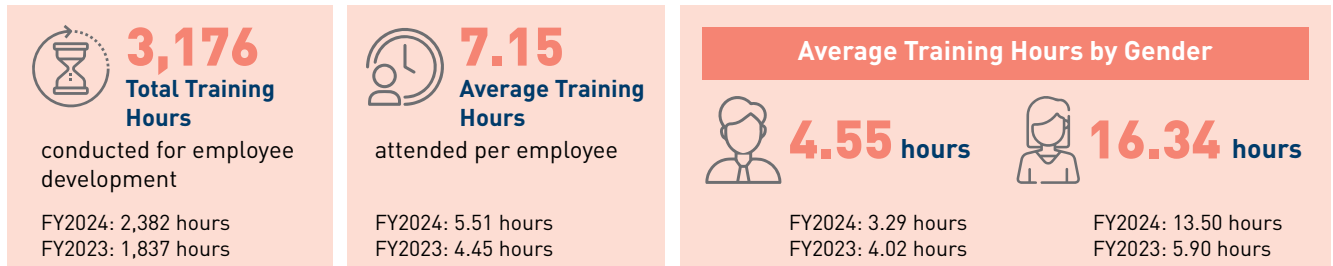 3,176
Total Training
Hours
conducted for employee
development
FY2024: 2,382 hours
FY2023: 1,837 hours
7.15
Average Training
Hours
attended per employee
FY2024: 5.51 hours
FY2023: 4.45 hours
Average Training Hours by Gender
4.55 hours
FY2024: 3.29 hours
FY2023: 4.02 hours
16.34 hours
FY2024: 13.50 hours
FY2023: 5.90 hours